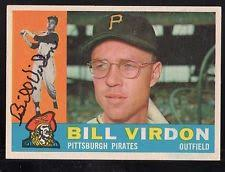 Bill Virdon
P
BILL VIRDON
PITTSBURGH PIRATES OUTFIELD